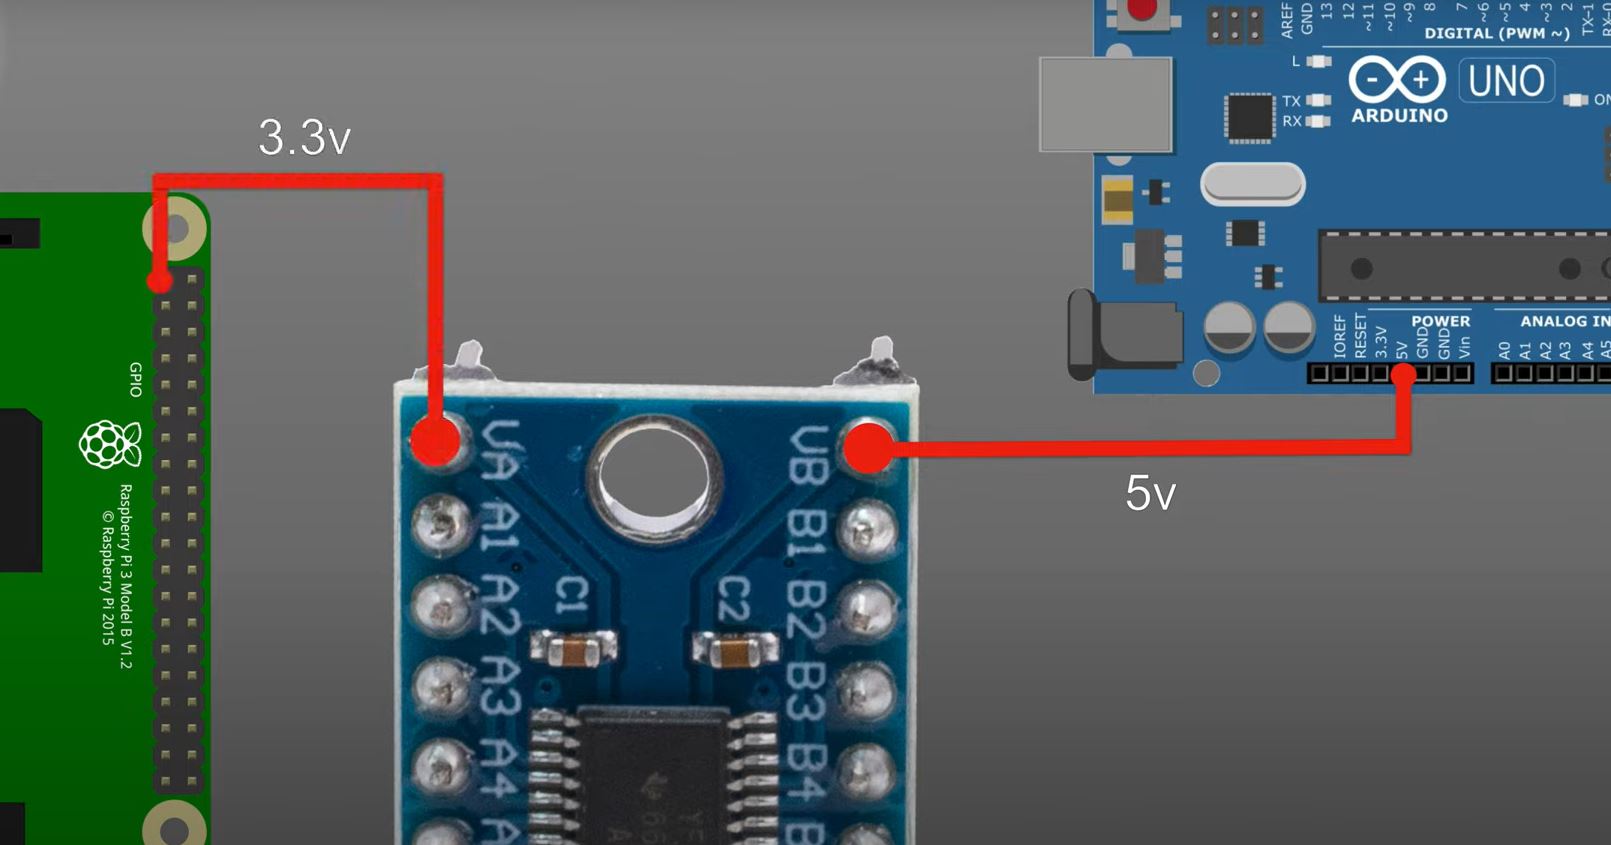 3.3v
5v
GPIO
Raspberry Pi 3 Model B V1.2
© Raspberry Pi 2015
VA
A1
A2
A3
A4
C1
C2
VB
B1
B2
B3
B4
AREF
GND
13
12
~11
~10
~9
8
7
~6
~5
4
~3
2
TX→1
DIGITAL (PWM ~)
L
TX
RX
UNO
ARDUINO
IOREF
RESET
3.3V
5V
GND
GND
Vin
POWER
ANALOG IN
A0
A1
A2
A3
A4
A5